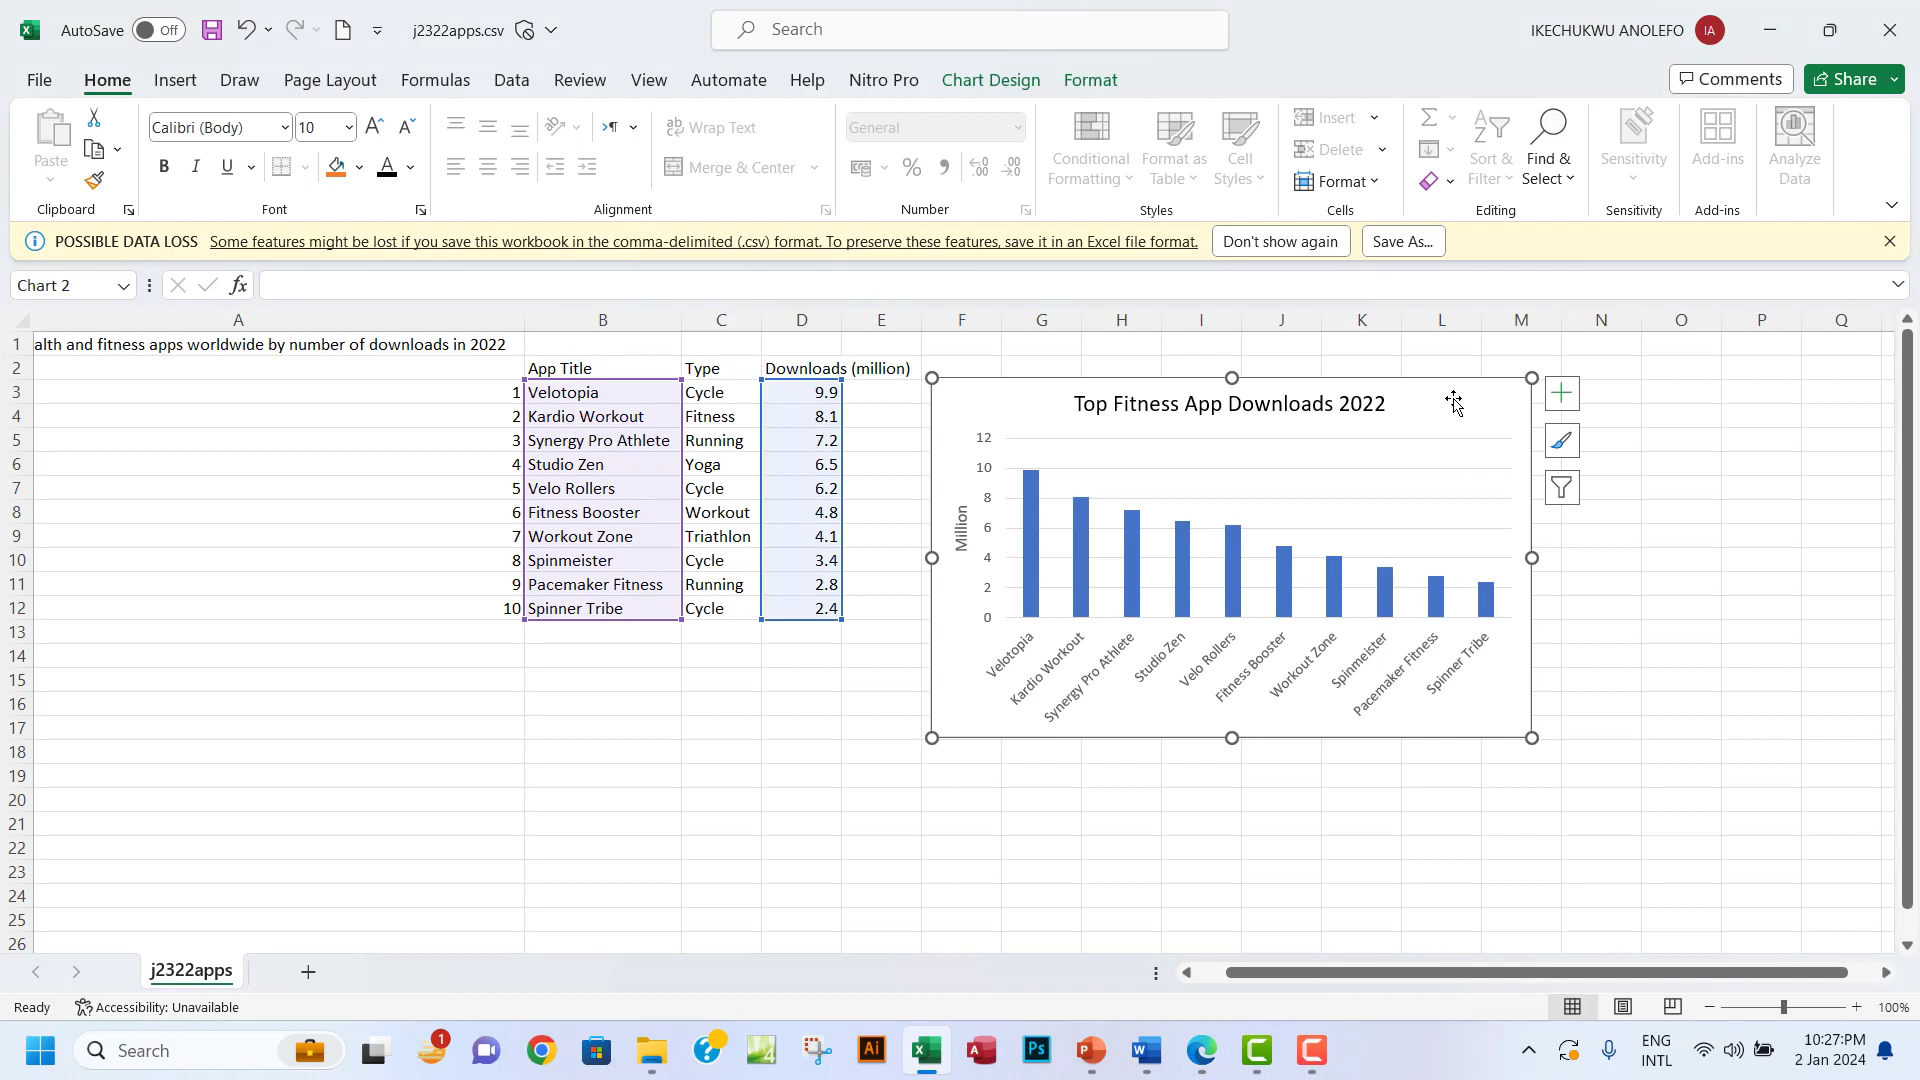 AutoSave Off j2322apps.csv Search IKECHUKWU ANOLEFO IA
File Home Insert Draw Page Layout Formulas Data Review View Automate Help Nitro Pro Chart Design Format Comments Share
Paste Calibri (Body) 10 A A Wrap Text General Conditional Formatting Format as Table Cell Styles Insert Sort & Filter Find & Select Sensitivity Add-ins Analyze Data
Delete
B I U A Merge & Center % Format
Clipboard Font Alignment Number Styles Cells Editing Sensitivity Add-ins
POSSIBLE DATA LOSS Some features might be lost if you save this workbook in the comma-delimited (.csv) format. To preserve these features, save it in an Excel file format. Don't show again Save As...
Chart 2 fx
A B C D E F G H I J K L M N O P Q
1 alth and fitness apps worldwide by number of downloads in 2022
2 App Title Type Downloads (million)
3 1 Velotopia Cycle 9.9
4 2 Kardio Workout Fitness 8.1
5 3 Synergy Pro Athlete Running 7.2
6 4 Studio Zen Yoga 6.5
7 5 Velo Rollers Cycle 6.2
8 6 Fitness Booster Workout 4.8
9 7 Workout Zone Triathlon 4.1
10 8 Spinmeister Cycle 3.4
11 9 Pacemaker Fitness Running 2.8
12 10 Spinner Tribe Cycle 2.4
13
14
15
16
17
18
19
20
21
22
23
24
25
26
Top Fitness App Downloads 2022
Million
12
10
8
6
4
2
0
Velotopia
Kardio Workout
Synergy Pro Athlete
Studio Zen
Velo Rollers
Fitness Booster
Workout Zone
Spinmeister
Pacemaker Fitness
Spinner Tribe
j2322apps
Ready Accessibility: Unavailable 100%
Search 1 Ai Ps ENG INTL 10:27:PM
2 Jan 2024